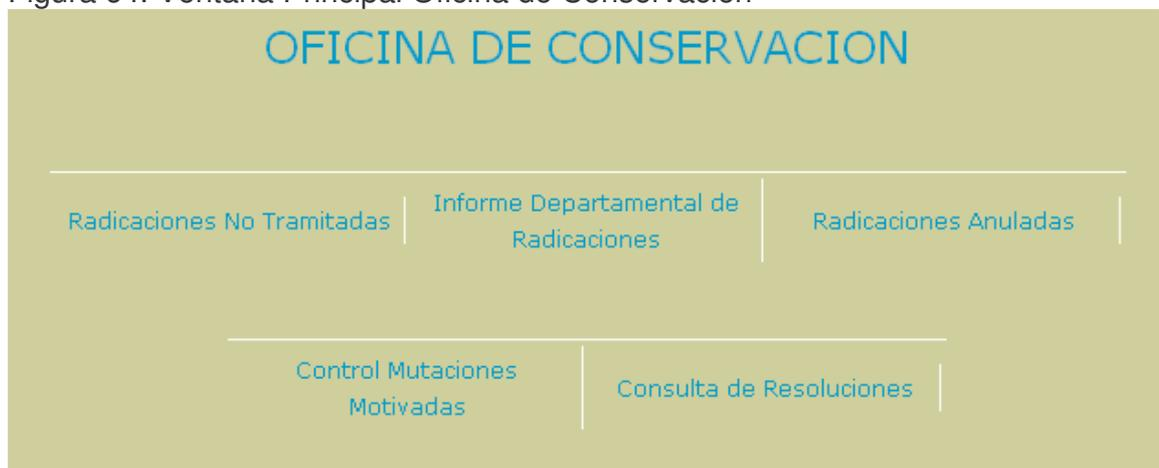 Ventana Principal Oficina de Conservación
OFICINA DE CONSERVACION
Radicaciones No Tramitadas
Informe Departamental de
Radicaciones
Radicaciones Anuladas
Control Mutaciones
Motivadas
Consulta de Resoluciones